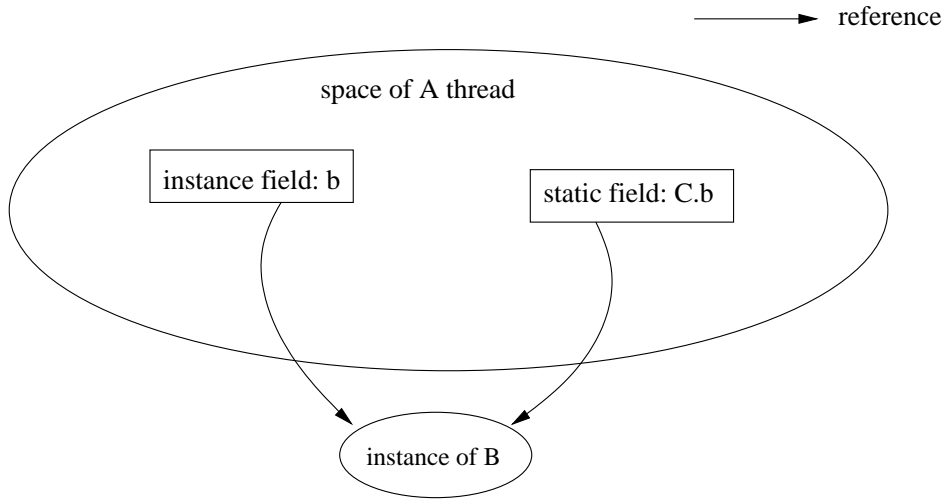 reference
space of A thread
instance field: b
static field: C.b
instance of B